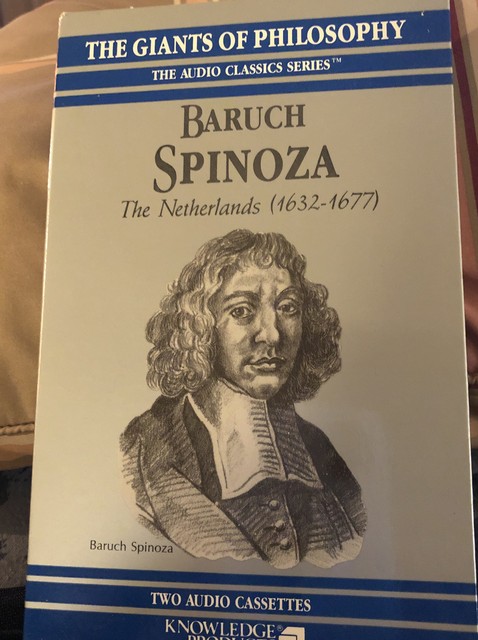 THE GIANTS OF PHILOSOPHY
THE AUDIO CLASSICS SERIES™
BARUCH
SPINOZA
The Netherlands (1632-1677)
Baruch Spinoza
TWO AUDIO CASSETTES
KNOWLEDGE®
PRODUCTS